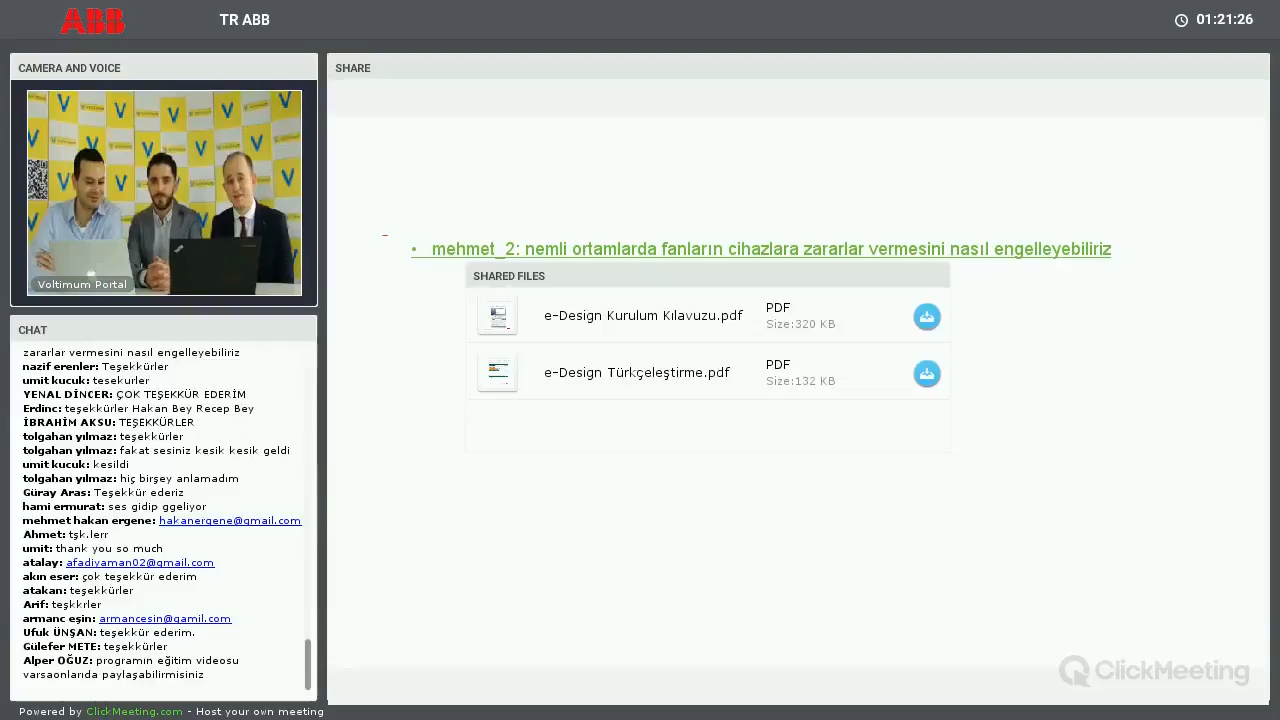 ABB
TR ABB
01:21:26
CAMERA AND VOICE
SHARE
V
Voltimum Portal
• mehmet_2: nemli ortamlarda fanların cihazlara zararlar vermesini nasıl engelleyebiliriz
SHARED FILES
e-Design Kurulum Kılavuzu.pdf
PDF
Size:320 KB
e-Design Türkçeleştirme.pdf
PDF
Size:132 KB
CHAT
zararlar vermesini nasıl engelleyebiliriz
nazif erenler: Teşekkürler
umit kucuk: tesekurler
YENAL DİNCER: ÇOK TEŞEKKÜR EDERİM
Erdinc: teşekkürler Hakan Bey Recep Bey
İBRAHİM AKSU: TEŞEKKÜRLER
tolgahan yılmaz: teşekkürler
tolgahan yılmaz: fakat sesiniz kesik kesik geldi
umit kucuk: kesildi
tolgahan yılmaz: hiç birşey anlamadım
Güray Aras: Teşekkür ederiz
hami ermurat: ses gidip ggeliyor
mehmet hakan ergene: hakanergene@gmail.com
Ahmet: tşk.lerr
umit: thank you so much
atalay: afadiyaman02@gmail.com
akın eser: çok teşekkür ederim
atakan: teşekkürler
Arif: teşkkrler
armanc eşin: armancesin@gamil.com
Ufuk ÜNŞAN: teşekkür ederim.
Gülefer METE: teşekkürler
Alper OĞUZ: programın eğitim videosu
varsaonlarıda paylaşabilirmisiniz
ClickMeeting
Powered by ClickMeeting.com - Host your own meeting